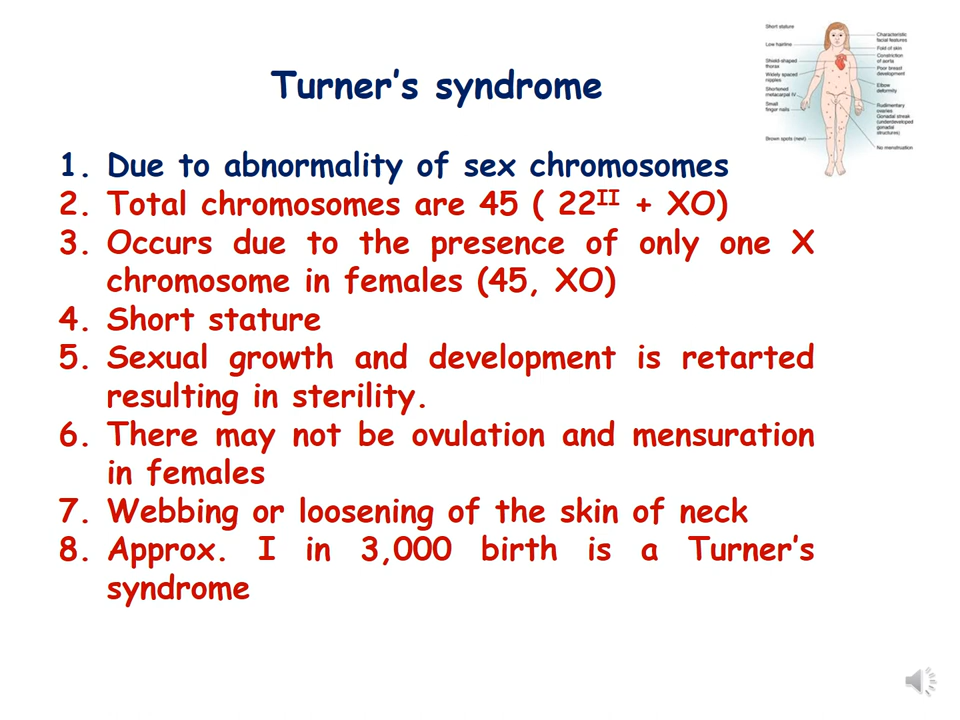 Turner's syndrome
Short stature
Low hairline
Shield-shaped
thorax
Widely spaced
nipples
Shortened
metacarpal IV
Small
finger nails
Brown spots (nevi)
Characteristic
facial features
Fold of skin
Constriction
of aorta
Poor breast
development
Elbow
deformity
Rudimentary
ovaries
Gonadal streak
(underdeveloped
gonadal
structures)
No menstruation
1. Due to abnormality of sex chromosomes
2. Total chromosomes are 45 ( 22II + XO)
3. Occurs due to the presence of only one X
chromosome in females (45, XO)
4. Short stature
5. Sexual growth and development is retarted
resulting in sterility.
6. There may not be ovulation and mensuration
in females
7. Webbing or loosening of the skin of neck
8. Approx. I in 3,000 birth is a Turner's
syndrome